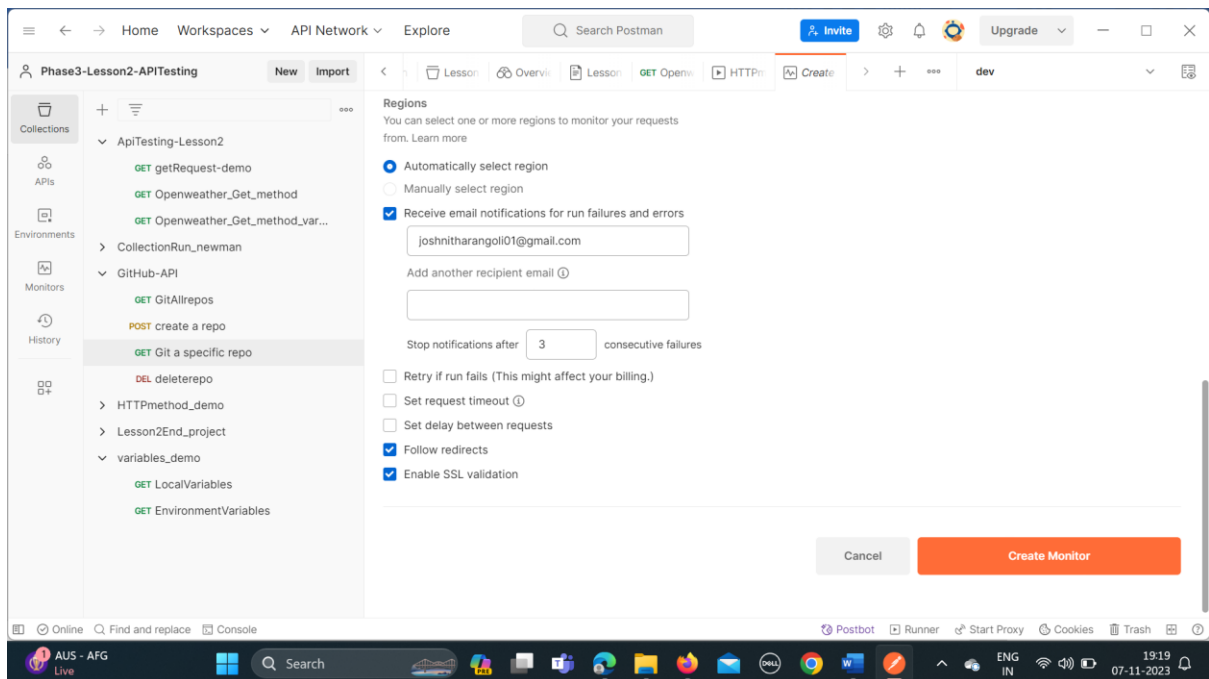 Home Workspaces API Network Explore Search Postman Invite Upgrade
Phase3-Lesson2-APITesting New Import Lesson Overvi Lesson GET Openw HTTPm Create dev
Collections
APIs
Environments
Monitors
History
ApiTesting-Lesson2
GET getRequest-demo
GET Openweather_Get_method
GET Openweather_Get_method_var...
CollectionRun_newman
GitHub-API
GET GitAllrepos
POST create a repo
GET Git a specific repo
DEL deleterepo
HTTPmethod_demo
Lesson2End_project
variables_demo
GET LocalVariables
GET EnvironmentVariables
Regions
You can select one or more regions to monitor your requests
from. Learn more
Automatically select region
Manually select region
Receive email notifications for run failures and errors
joshnitharangoli01@gmail.com
Add another recipient email
Stop notifications after 3 consecutive failures
Retry if run fails (This might affect your billing.)
Set request timeout
Set delay between requests
Follow redirects
Enable SSL validation
Cancel Create Monitor
Online Find and replace Console Postbot Runner Start Proxy Cookies Trash
1 AUS - AFG
Live
Search
PRE
DELL
ENG
IN
19:19
07-11-2023